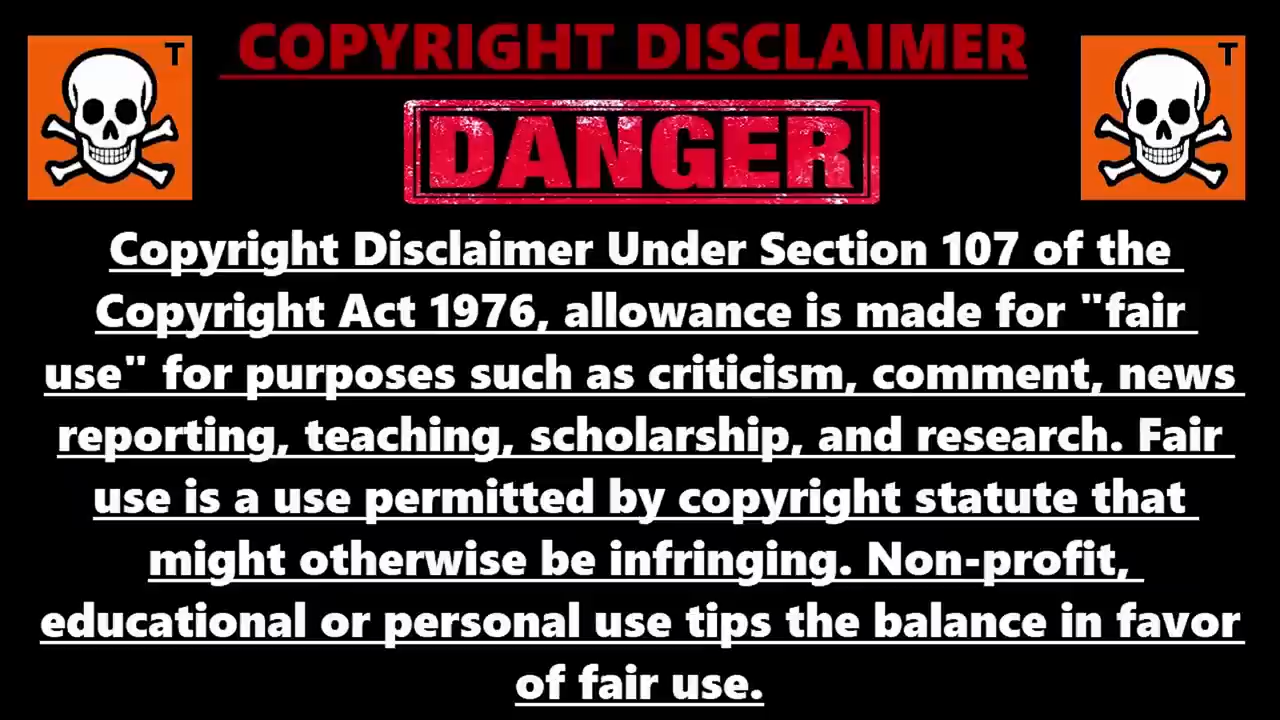 T
COPYRIGHT DISCLAIMER
T
DANGER
Copyright Disclaimer Under Section 107 of the
Copyright Act 1976, allowance is made for "fair
use" for purposes such as criticism, comment, news
reporting, teaching, scholarship, and research. Fair
use is a use permitted by copyright statute that
might otherwise be infringing. Non-profit,
educational or personal use tips the balance in favor
of fair use.